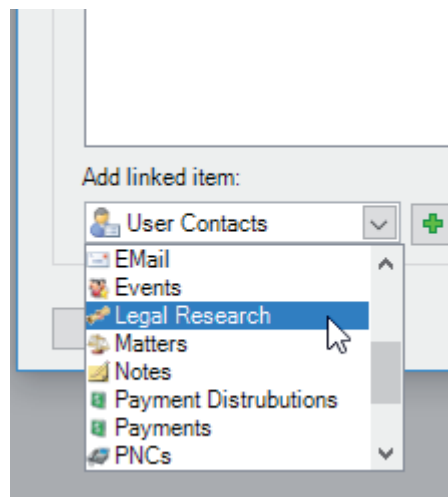 Add linked item:
User Contacts
EMail
Events
Legal Research
Matters
Notes
Payment Distrubutions
Payments
PNCs